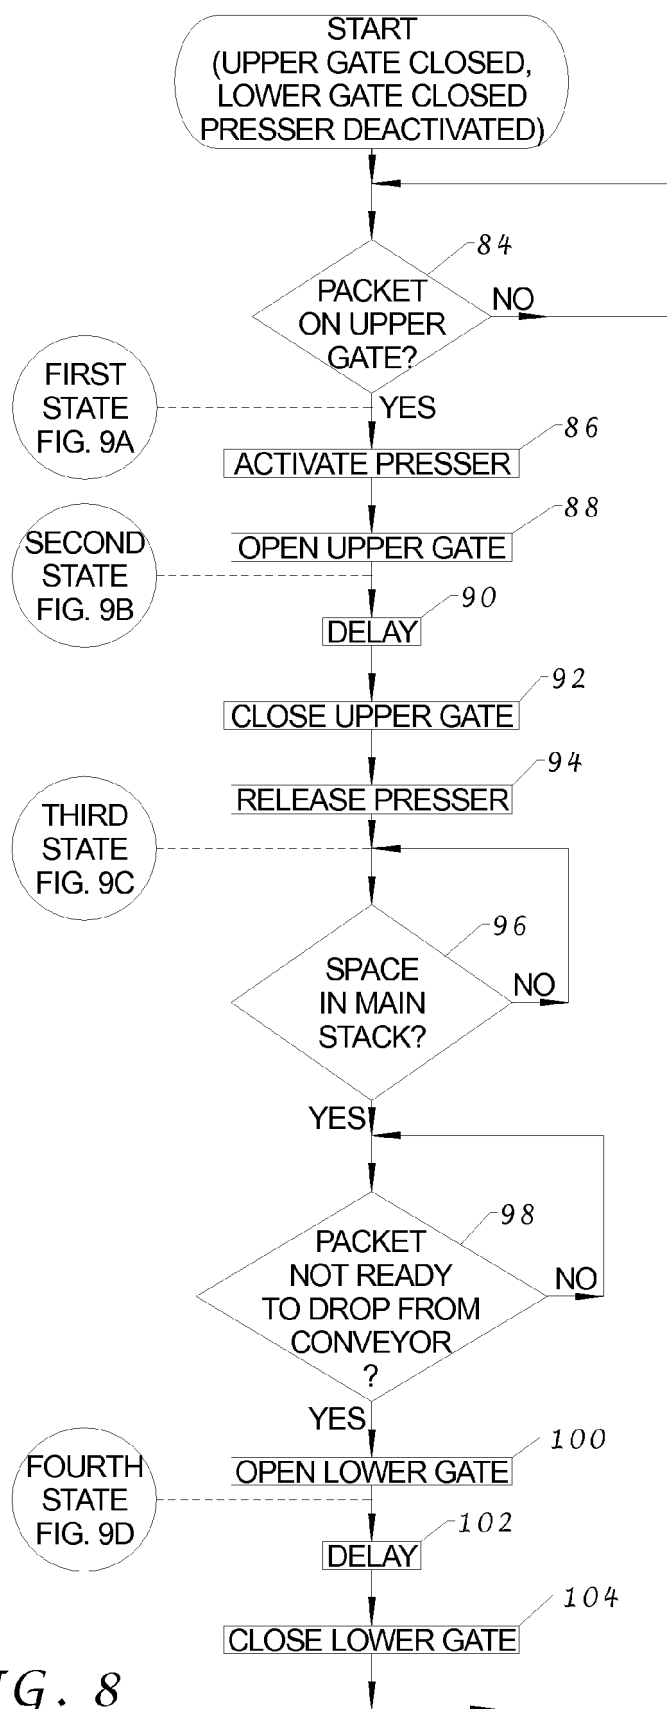 START
(UPPER GATE CLOSED,
LOWER GATE CLOSED
PRESSER DEACTIVATED)
84
PACKET
ON UPPER
GATE?
NO
FIRST
STATE
FIG. 9A
YES
86
ACTIVATE PRESSER
88
OPEN UPPER GATE
SECOND
STATE
FIG. 9B
90
DELAY
92
CLOSE UPPER GATE
94
RELEASE PRESSER
THIRD
STATE
FIG. 9C
96
SPACE
IN MAIN
STACK?
NO
YES
98
PACKET
NOT READY
TO DROP FROM
CONVEYOR
?
NO
YES
100
OPEN LOWER GATE
FOURTH
STATE
FIG. 9D
102
DELAY
104
CLOSE LOWER GATE
G. 8